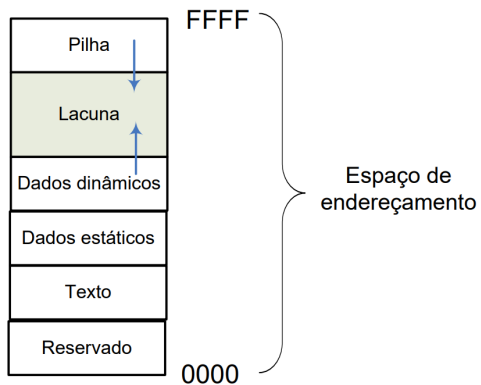 FFFF
Pilha
Lacuna
Dados dinâmicos
Dados estáticos
Texto
Reservado
0000
Espaço de
endereçamento